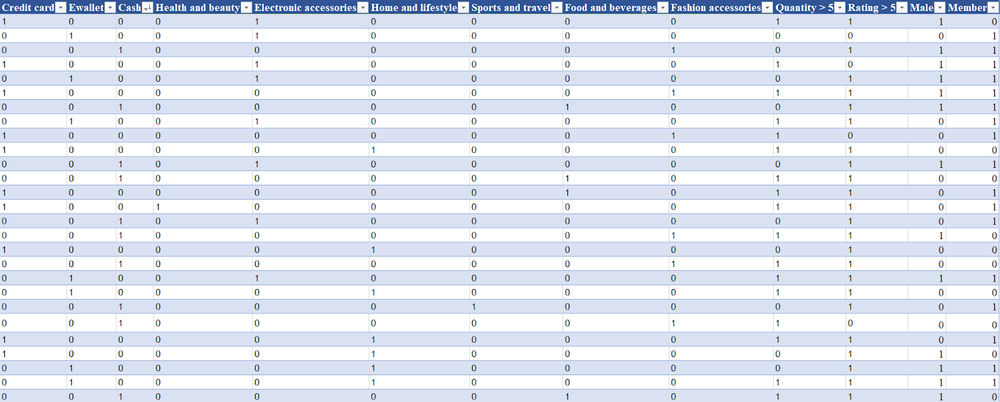 Credit card Ewallet Cash Health and beauty Electronic accessories Home and lifestyle Sports and travel Food and beverages Fashion accessories Quantity > 5 Rating > 5 Male Member
1 0 0 0 1 0 0 0 0 1 1 1 0
0 1 0 0 1 0 0 0 0 0 0 0 1
0 0 1 0 0 0 0 0 1 0 1 1 1
1 0 0 0 1 0 0 0 0 1 0 1 1
0 1 0 0 1 0 0 0 0 0 1 1 1
1 0 0 0 0 0 0 0 1 1 1 1 1
0 0 1 0 0 0 0 1 0 0 1 1 1
0 1 0 0 1 0 0 0 0 1 1 0 1
1 0 0 0 0 0 0 0 1 1 0 0 1
1 0 0 0 0 1 0 0 0 1 1 0 0
0 0 1 0 1 0 0 0 0 0 1 1 1
0 0 1 0 0 0 0 1 0 1 1 0 0
1 0 0 0 0 0 0 1 0 1 1 0 1
1 0 0 1 0 0 0 0 0 1 1 0 1
0 0 1 0 1 0 0 0 0 0 1 0 1
0 0 1 0 0 0 0 0 1 1 1 1 0
1 0 0 0 0 1 0 0 0 0 1 0 0
0 0 1 0 0 0 0 0 1 1 1 0 0
0 1 0 0 1 0 0 0 0 1 1 1 1
0 1 0 0 0 1 0 0 0 1 1 0 0
0 0 1 0 0 0 1 0 0 0 1 0 1
0 0 1 0 0 0 0 0 1 1 0 0 0
1 0 0 0 0 1 0 0 0 1 1 0 1
1 0 0 0 0 1 0 0 0 0 1 1 0
0 1 0 0 0 1 0 0 0 0 1 1 1
0 1 0 0 0 1 0 0 0 1 1 1 1
0 0 1 0 0 0 0 1 0 1 1 1 0